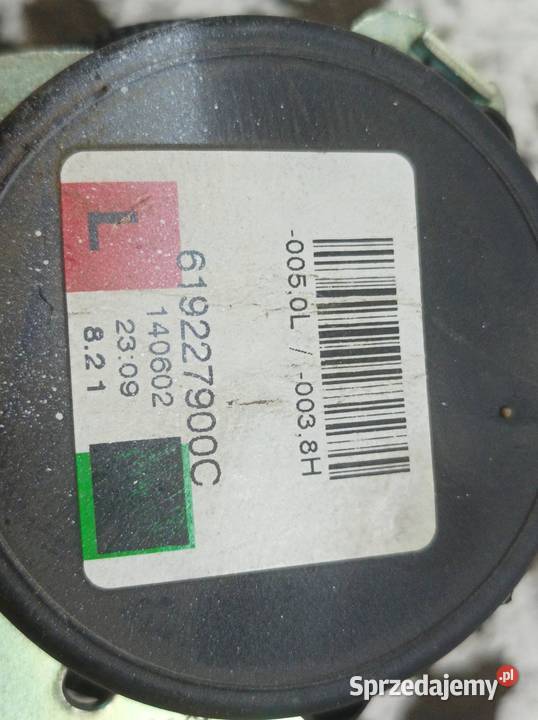 L
619227900C
140602
23:09
8.21
-005.0L / -003.8H
Sprzedajemy.pl